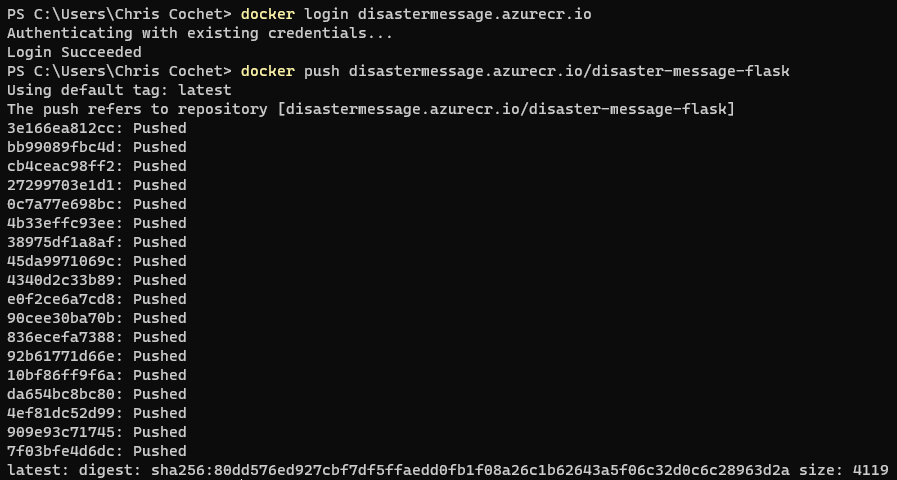 PS C:\Users\Chris Cochet> docker login disastermessage.azurecr.io
Authenticating with existing credentials...
Login Succeeded
PS C:\Users\Chris Cochet> docker push disastermessage.azurecr.io/disaster-message-flask
Using default tag: latest
The push refers to repository [disastermessage.azurecr.io/disaster-message-flask]
3e166ea812cc: Pushed
bb99089fbc4d: Pushed
cb4ceac98ff2: Pushed
27299703e1d1: Pushed
0c7a77e698bc: Pushed
4b33effc93ee: Pushed
38975df1a8af: Pushed
45da9971069c: Pushed
4340d2c33b89: Pushed
e0f2ce6a7cd8: Pushed
90cee30ba70b: Pushed
836ecefa7388: Pushed
92b61771d66e: Pushed
10bf86ff9f6a: Pushed
da654bc8bc80: Pushed
4ef81dc52d99: Pushed
909e93c71745: Pushed
7f03bfe4d6dc: Pushed
latest: digest: sha256:80dd576ed927cbf7df5ffaedd0fb1f08a26c1b62643a5f06c32d0c6c28963d2a size: 4119